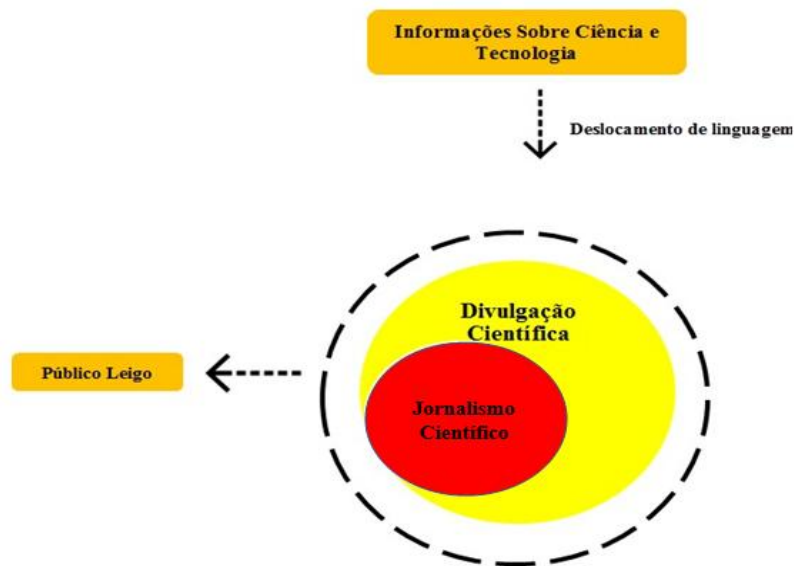 Informações Sobre Ciência e
Tecnologia
Deslocamento de linguagem
Divulgação
Científica
Público Leigo
Jornalismo
Científico